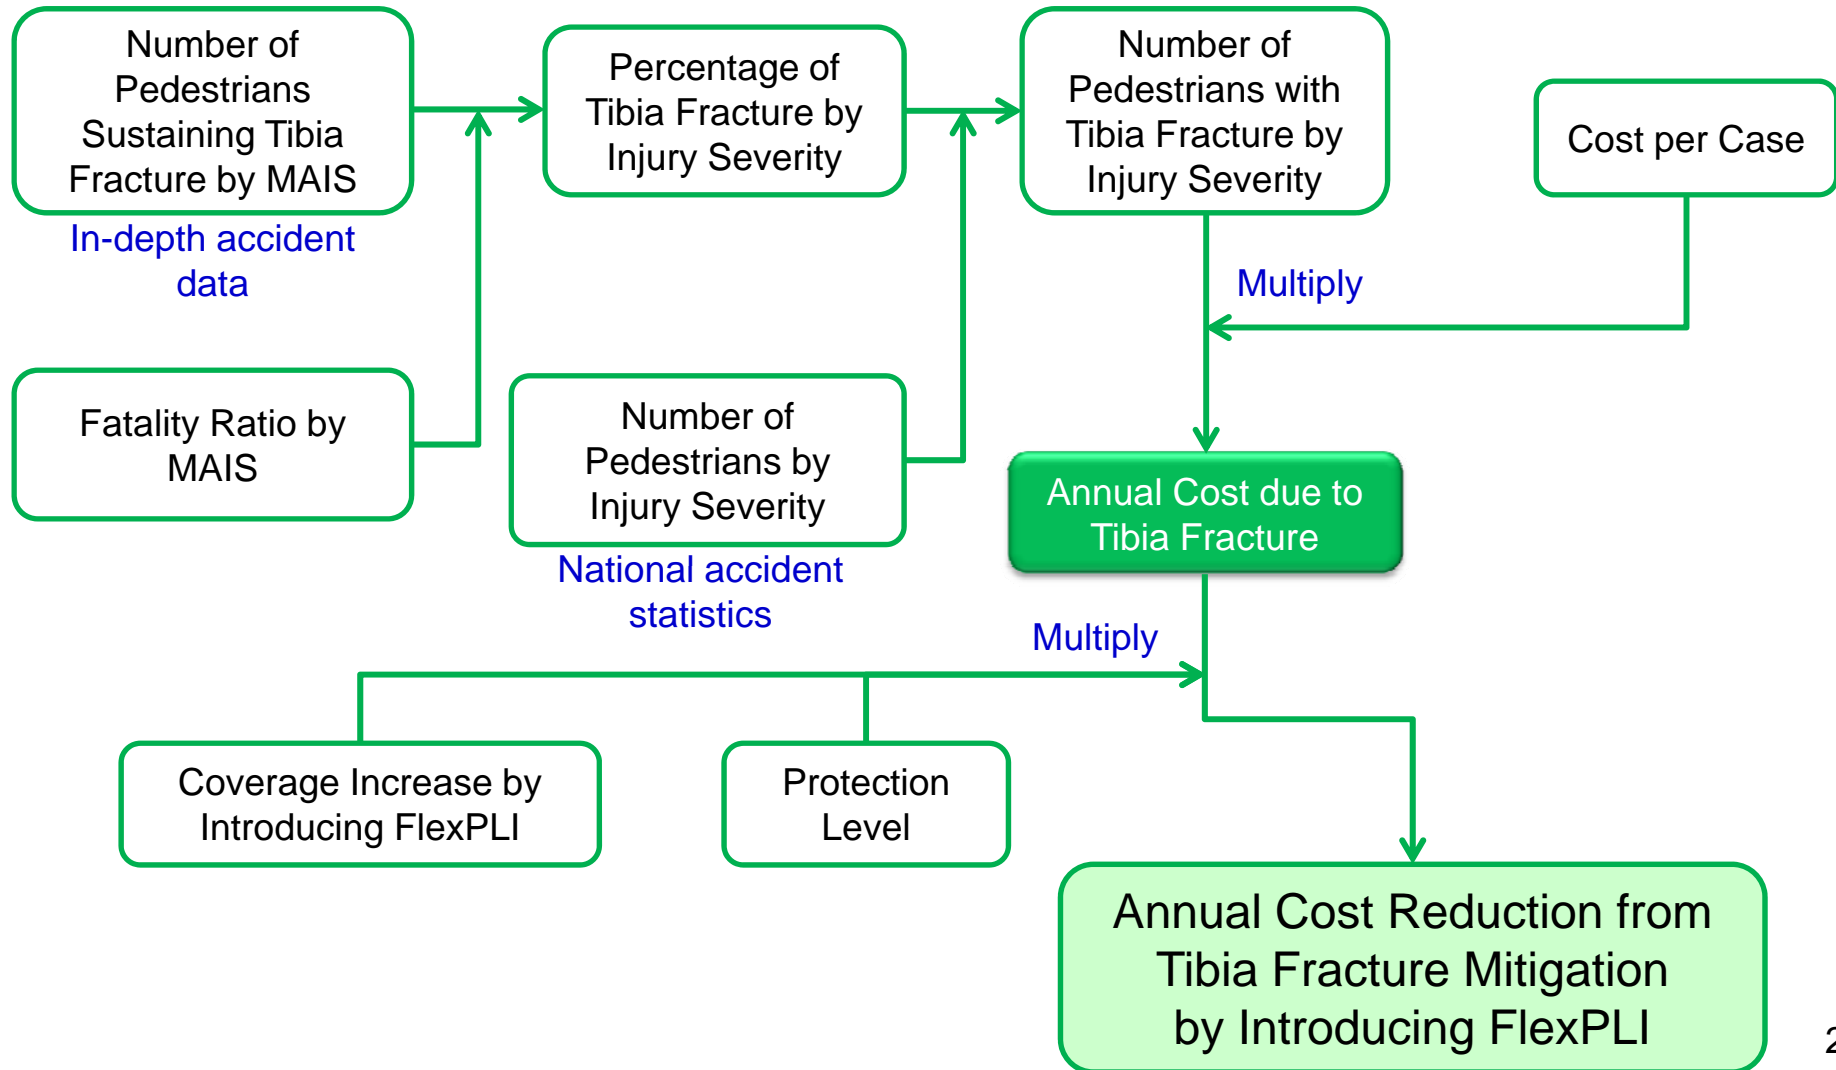 Number of
Pedestrians
Sustaining Tibia
Fracture by MAIS
In-depth accident
data
Percentage of
Tibia Fracture by
Injury Severity
Number of
Pedestrians with
Tibia Fracture by
Injury Severity
Cost per Case
Multiply
Fatality Ratio by
MAIS
Number of
Pedestrians by
Injury Severity
National accident
statistics
Annual Cost due to
Tibia Fracture
Multiply
Coverage Increase by
Introducing FlexPLI
Protection
Level
Annual Cost Reduction from
Tibia Fracture Mitigation
by Introducing FlexPLI